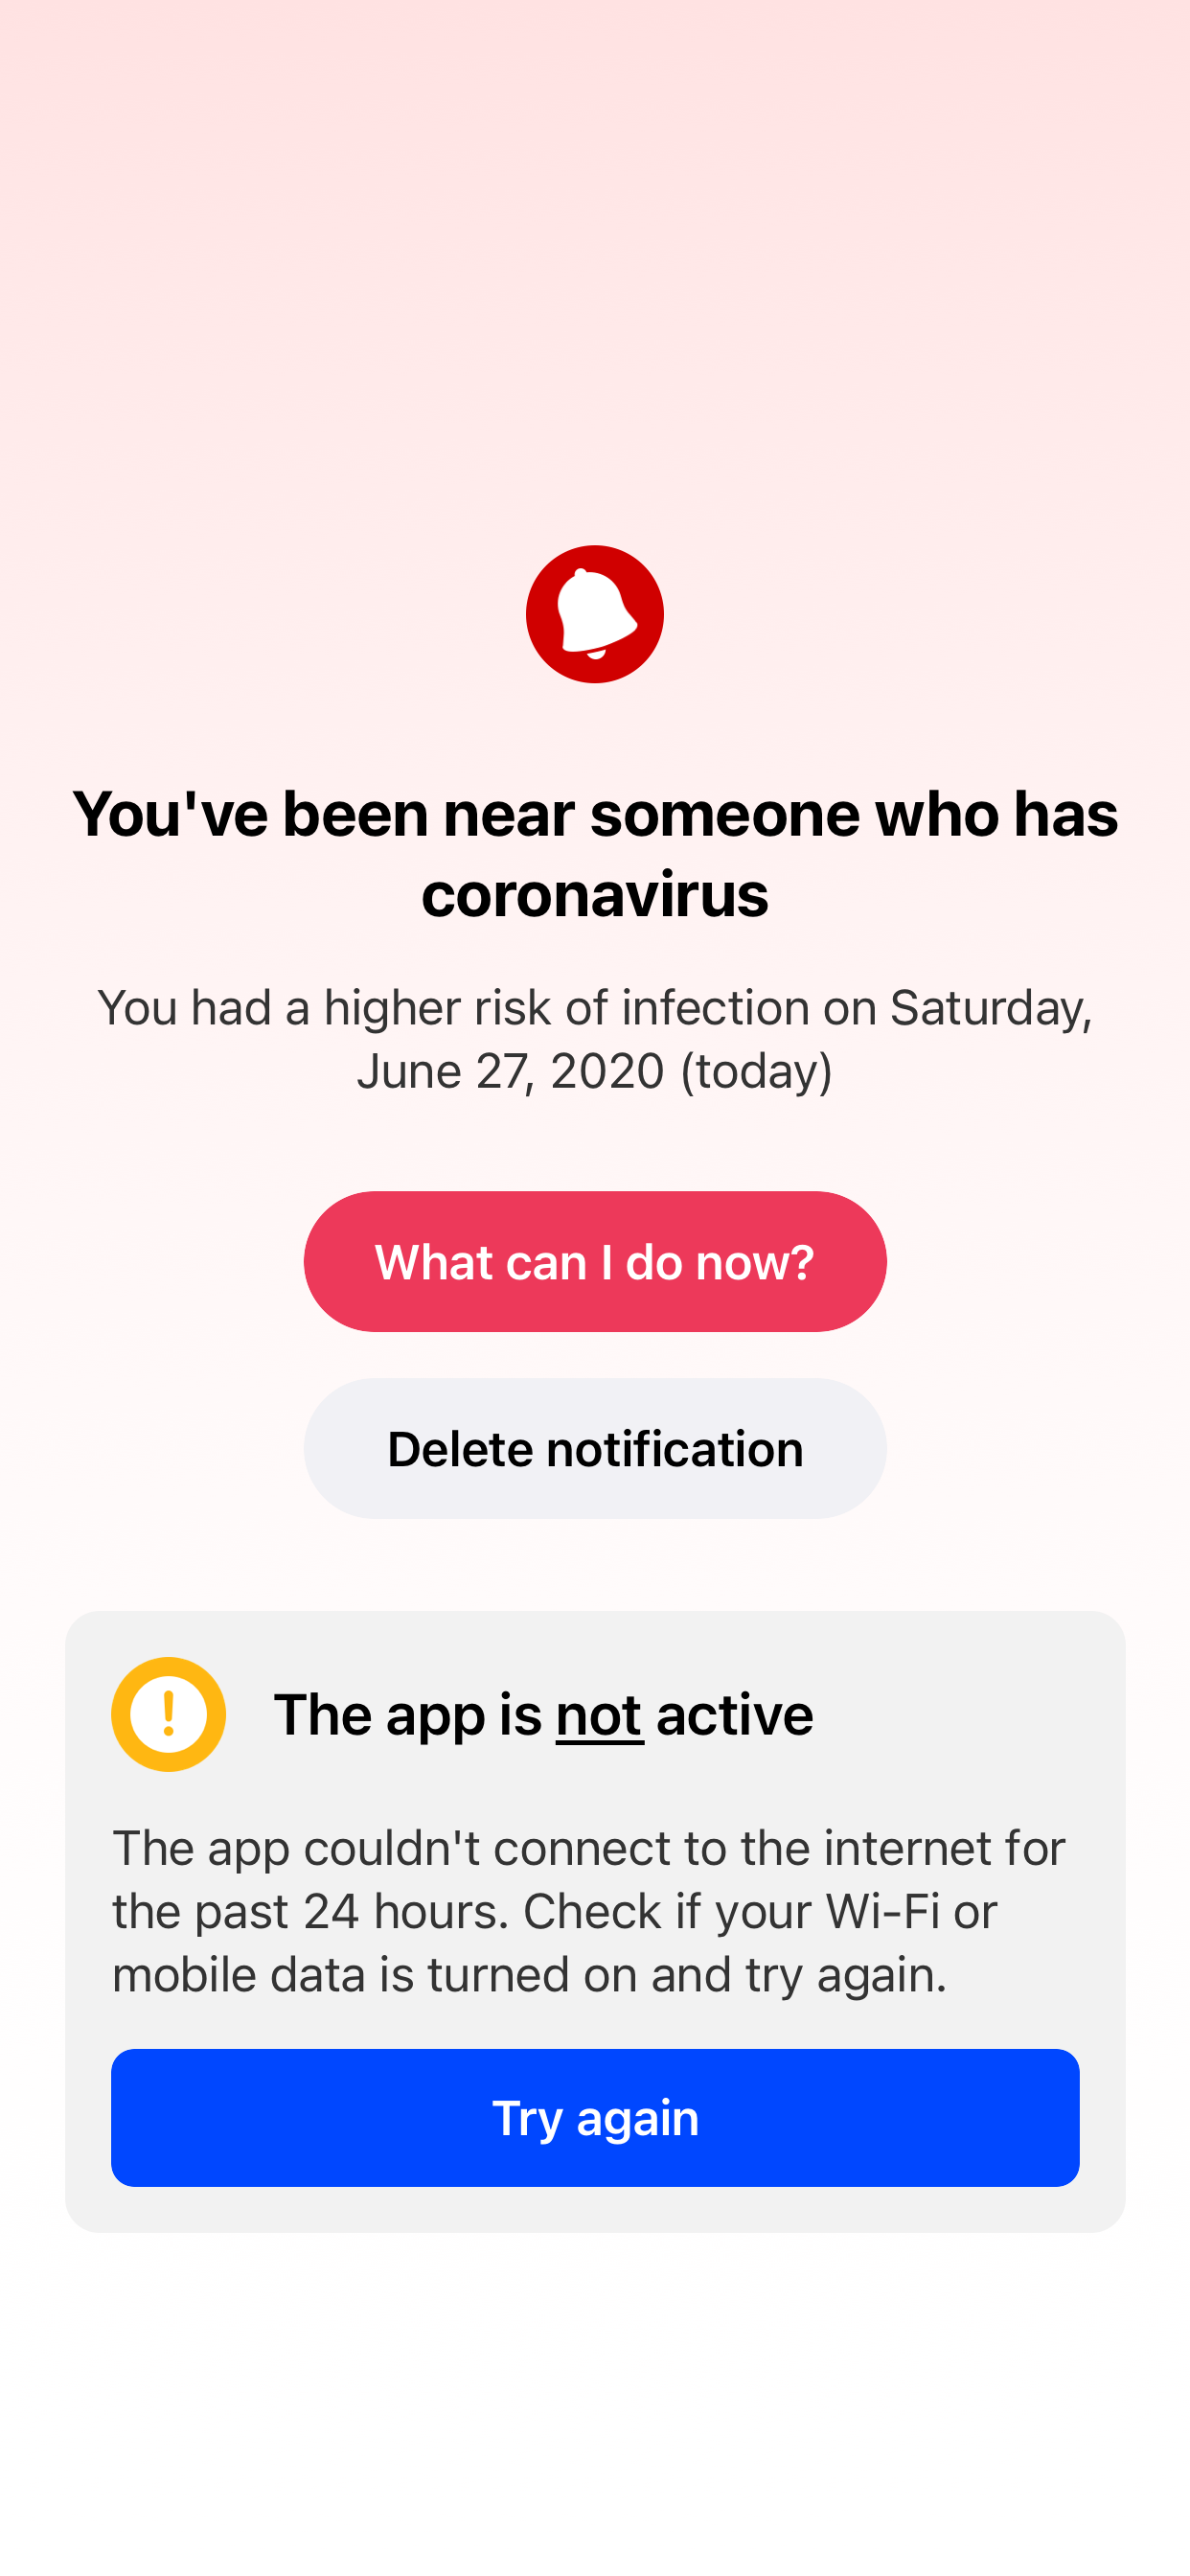 You've been near someone who has
coronavirus
You had a higher risk of infection on Saturday,
June 27, 2020 (today)
What can I do now?
Delete notification
The app is not active
The app couldn't connect to the internet for
the past 24 hours. Check if your Wi-Fi or
mobile data is turned on and try again.
Try again